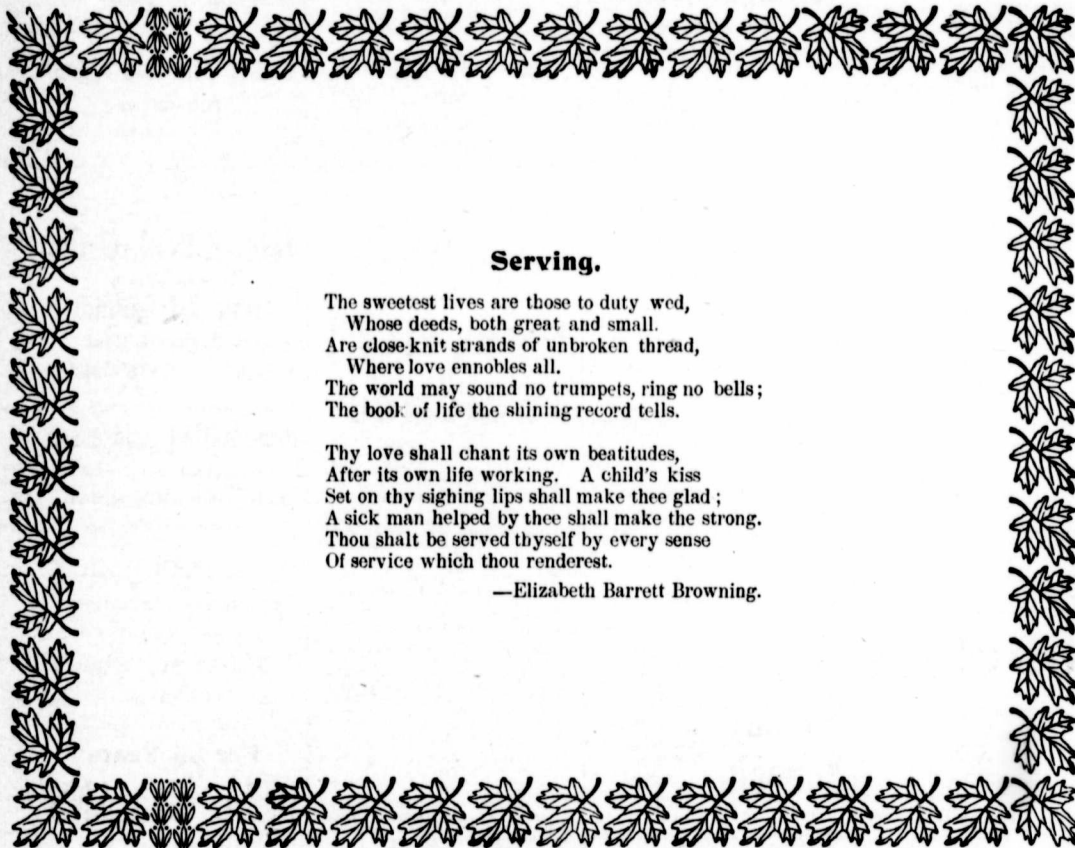 Serving.
The sweetest lives are those to duty wed,
Whose deeds, both great and small.
Are close-knit strands of unbroken thread,
Where love ennobles all.
The world may sound no trumpets, ring no bells;
The book of life the shining record tells.
Thy love shall chant its own beatitudes,
After its own life working. A child's kiss
Set on thy sighing lips shall make thee glad;
A sick man helped by thee shall make the strong.
Thou shalt be served thyself by every sense
Of service which thou renderest.
—Elizabeth Barrett Browning.